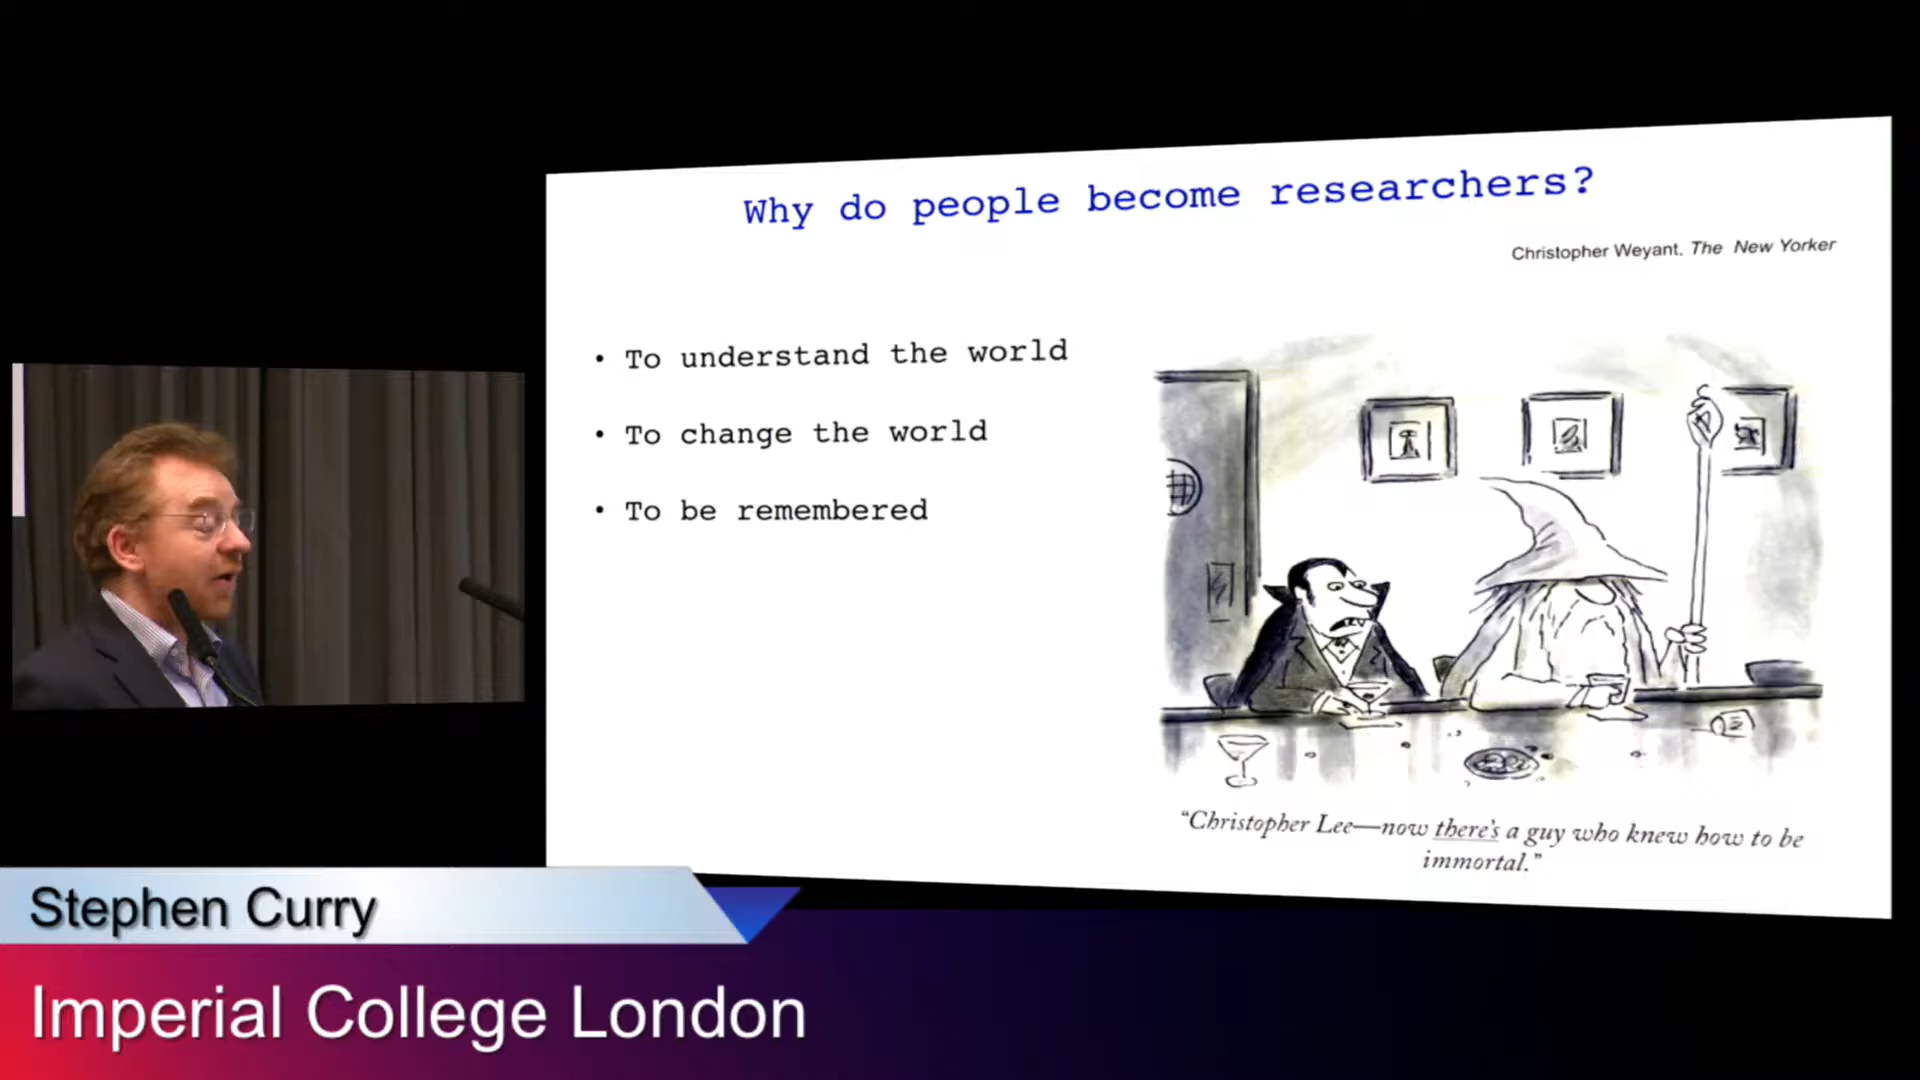 Why do people become researchers?
Christopher Weyant. The New Yorker
• To understand the world
• To change the world
• To be remembered
“Christopher Lee—now there's a guy who knew how to be
immortal.”
Stephen Curry
Imperial College London